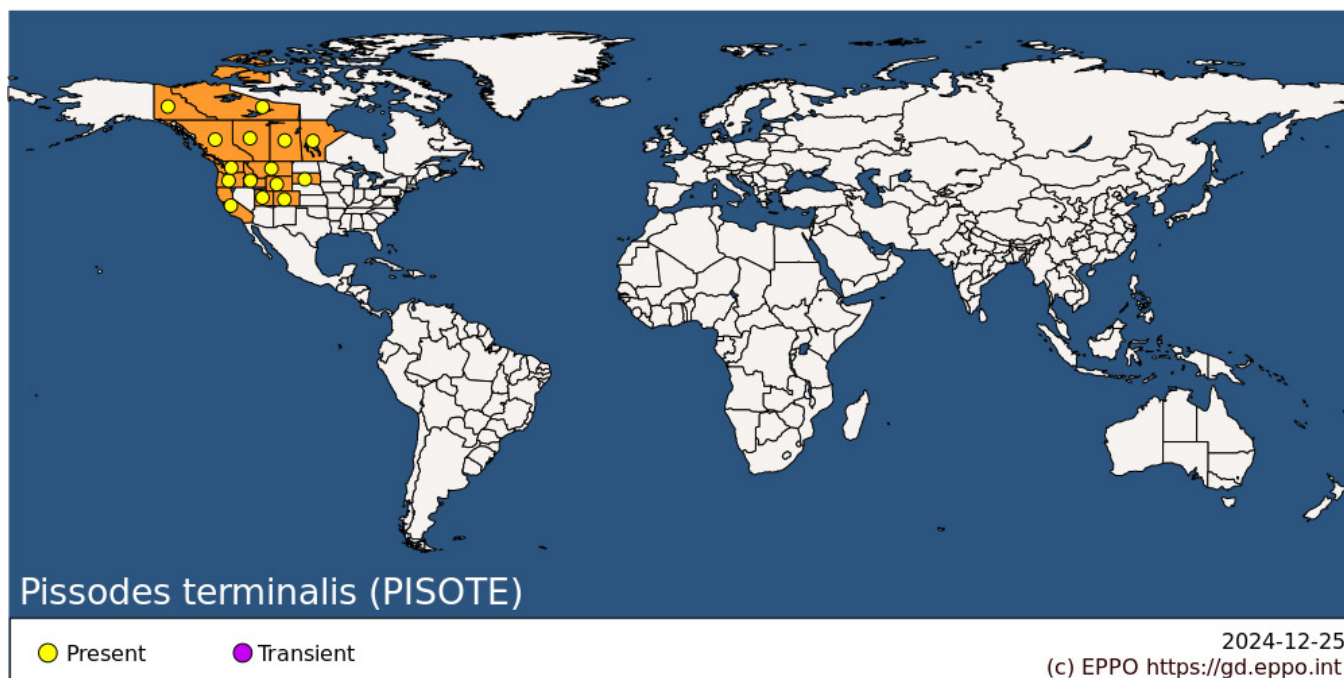 Pissodes terminalis (PISOTE)
Present
Transient
2024-12-25
(c) EPPO https://gd.eppo.int